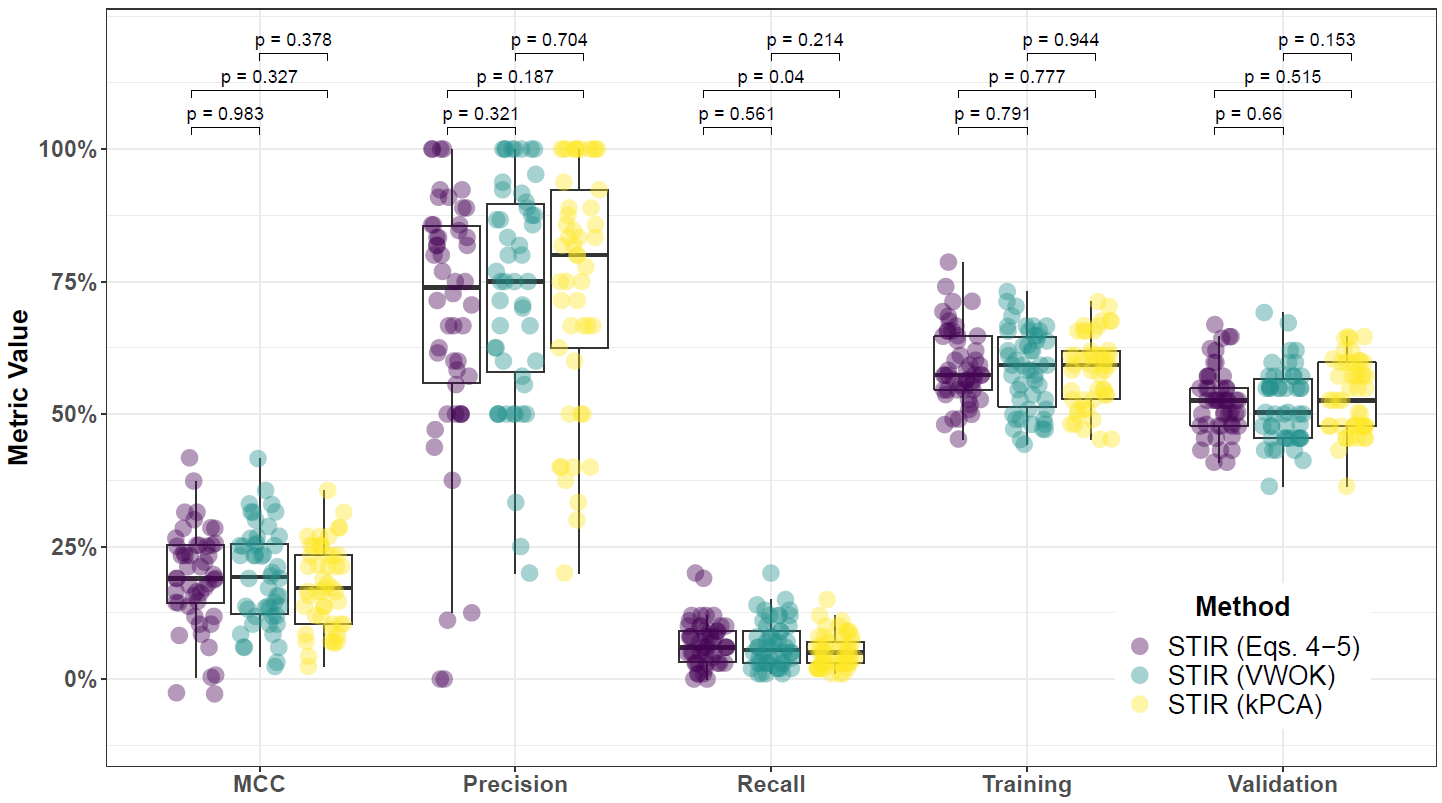 p = 0.378
p = 0.704
p = 0.214
p = 0.944
p = 0.153
p = 0.327
p = 0.187
p = 0.04
p = 0.777
p = 0.515
p = 0.983
p = 0.321
p = 0.561
p = 0.791
p = 0.66
100%
75%
50%
25%
0%
Metric Value
Method
STIR (Eqs. 4−5)
STIR (VWOK)
STIR (kPCA)
MCC
Precision
Recall
Training
Validation